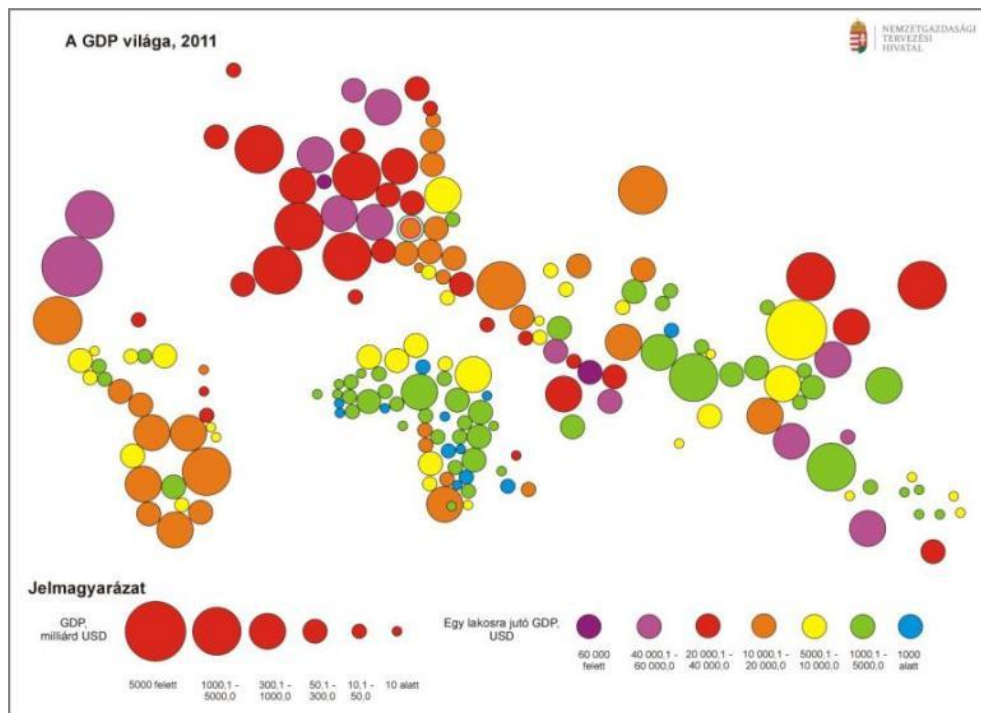 A GDP világa, 2011
NEMZETGAZDASÁGI
TERVEZÉSI
HIVATAL
Jelmagyarázat
GDP,
milliárd USD
5000 felett
1000,1 -
5000,0
300,1 -
1000,0
50,1 -
300,0
10,1 -
50,0
10 alatt
Egy lakosra jutó GDP,
USD
60 000
felett
40 000,1 -
60 000,0
20 000,1 -
40 000,0
10 000,1 -
20 000,0
5000,1 -
10 000,0
1000,1 -
5000,0
1000
alatt